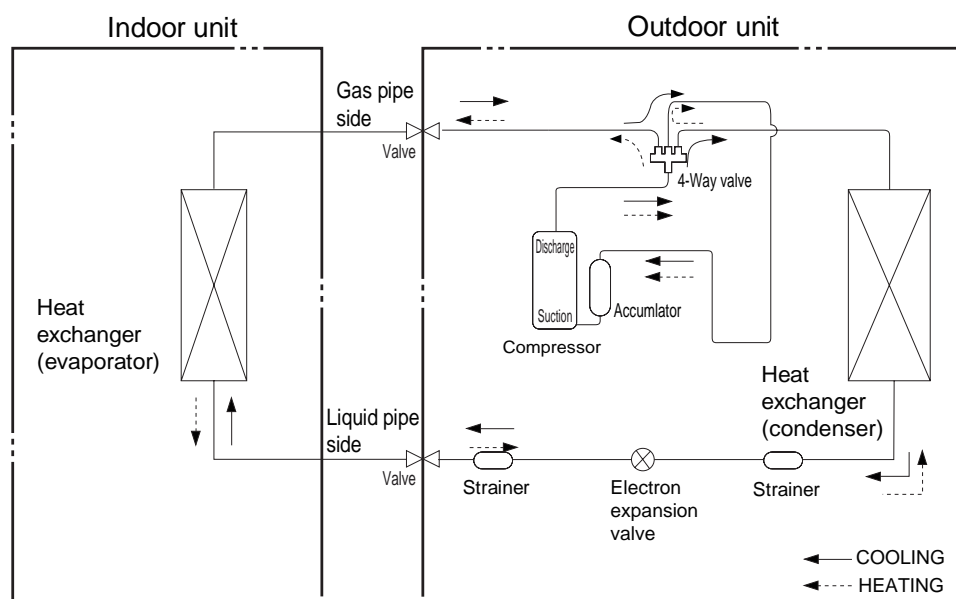 Indoor unit
Outdoor unit
Gas pipe
side
Valve
4-Way valve
Discharge
Suction
Compressor
Accumlator
Heat
exchanger
(evaporator)
Heat
exchanger
(condenser)
Liquid pipe
side
Valve
Strainer
Electron
expansion
valve
Strainer
COOLING
HEATING